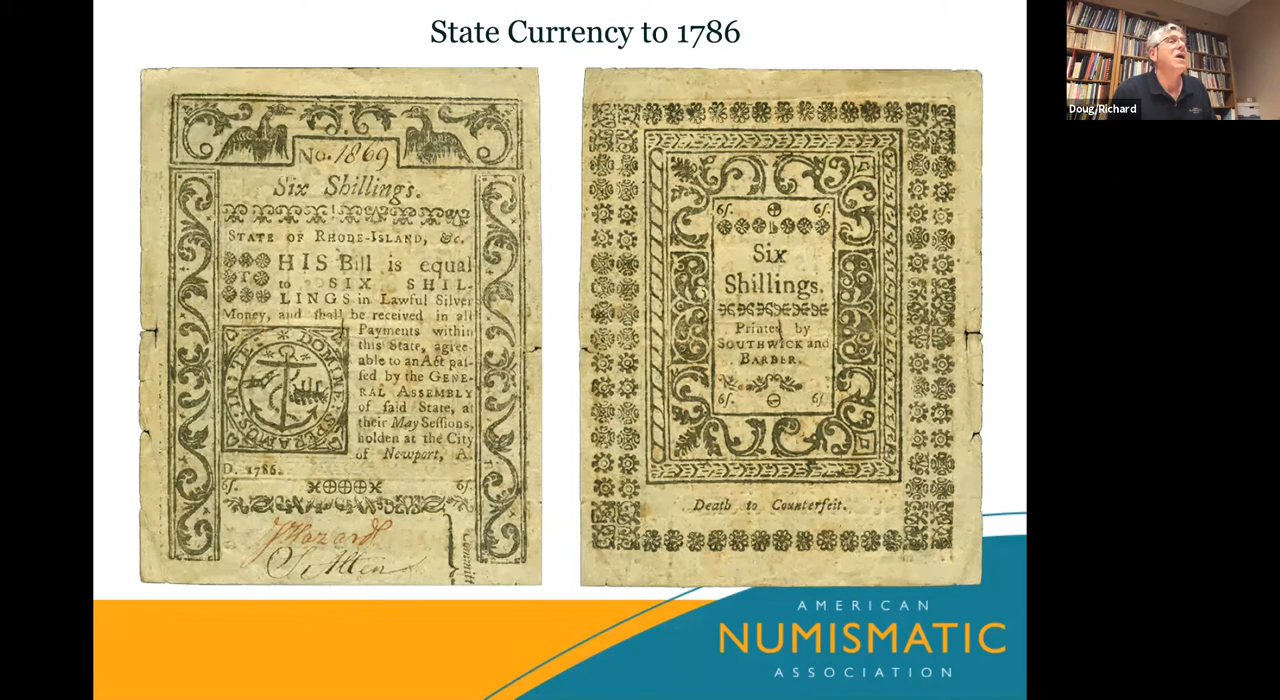 State Currency to 1786
No. 1869
Six Shillings.
STATE OF RHODE-ISLAND, &c.
THIS Bill is equal
to SIX SHIL-
LINGS in Lawful Silver
Money, and shall be received in all
Payments within
this State, agree-
able to an Act pas-
sed by the GENE-
RAL ASSEMBLY
of said State, at
their May Sessions,
holden at the City
of Newport, A.
D. 1786.
IN TE DOMINE SPERAMUS
6s. 6s.
J Hazard
S. Allen
6s. 6s.
Six
Shillings.
Printed by
SOUTHWICK and
BARBER.
6s. 6s
Death to Counterfeit.
AMERICAN
NUMISMATIC
ASSOCIATION
Doug/Richard